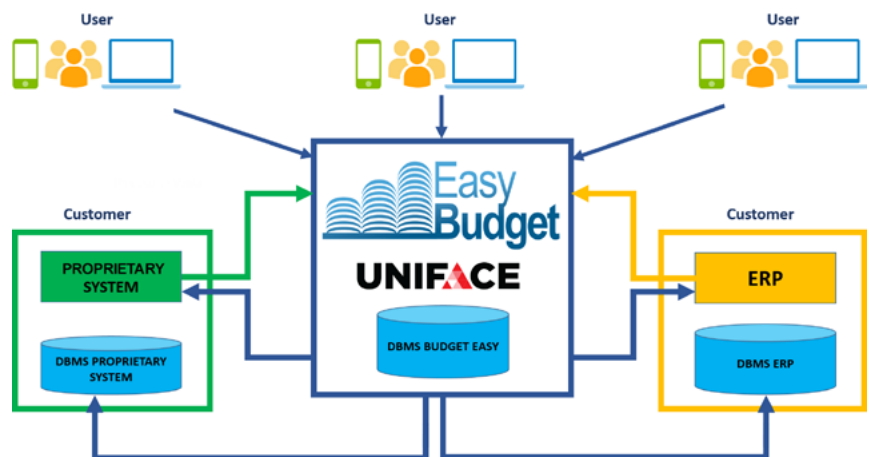 User
User
User
Easy
Budget
UNIFACE
Customer
PROPRIETARY
SYSTEM
DBMS PROPRIETARY
SYSTEM
DBMS BUDGET EASY
Customer
ERP
DBMS ERP